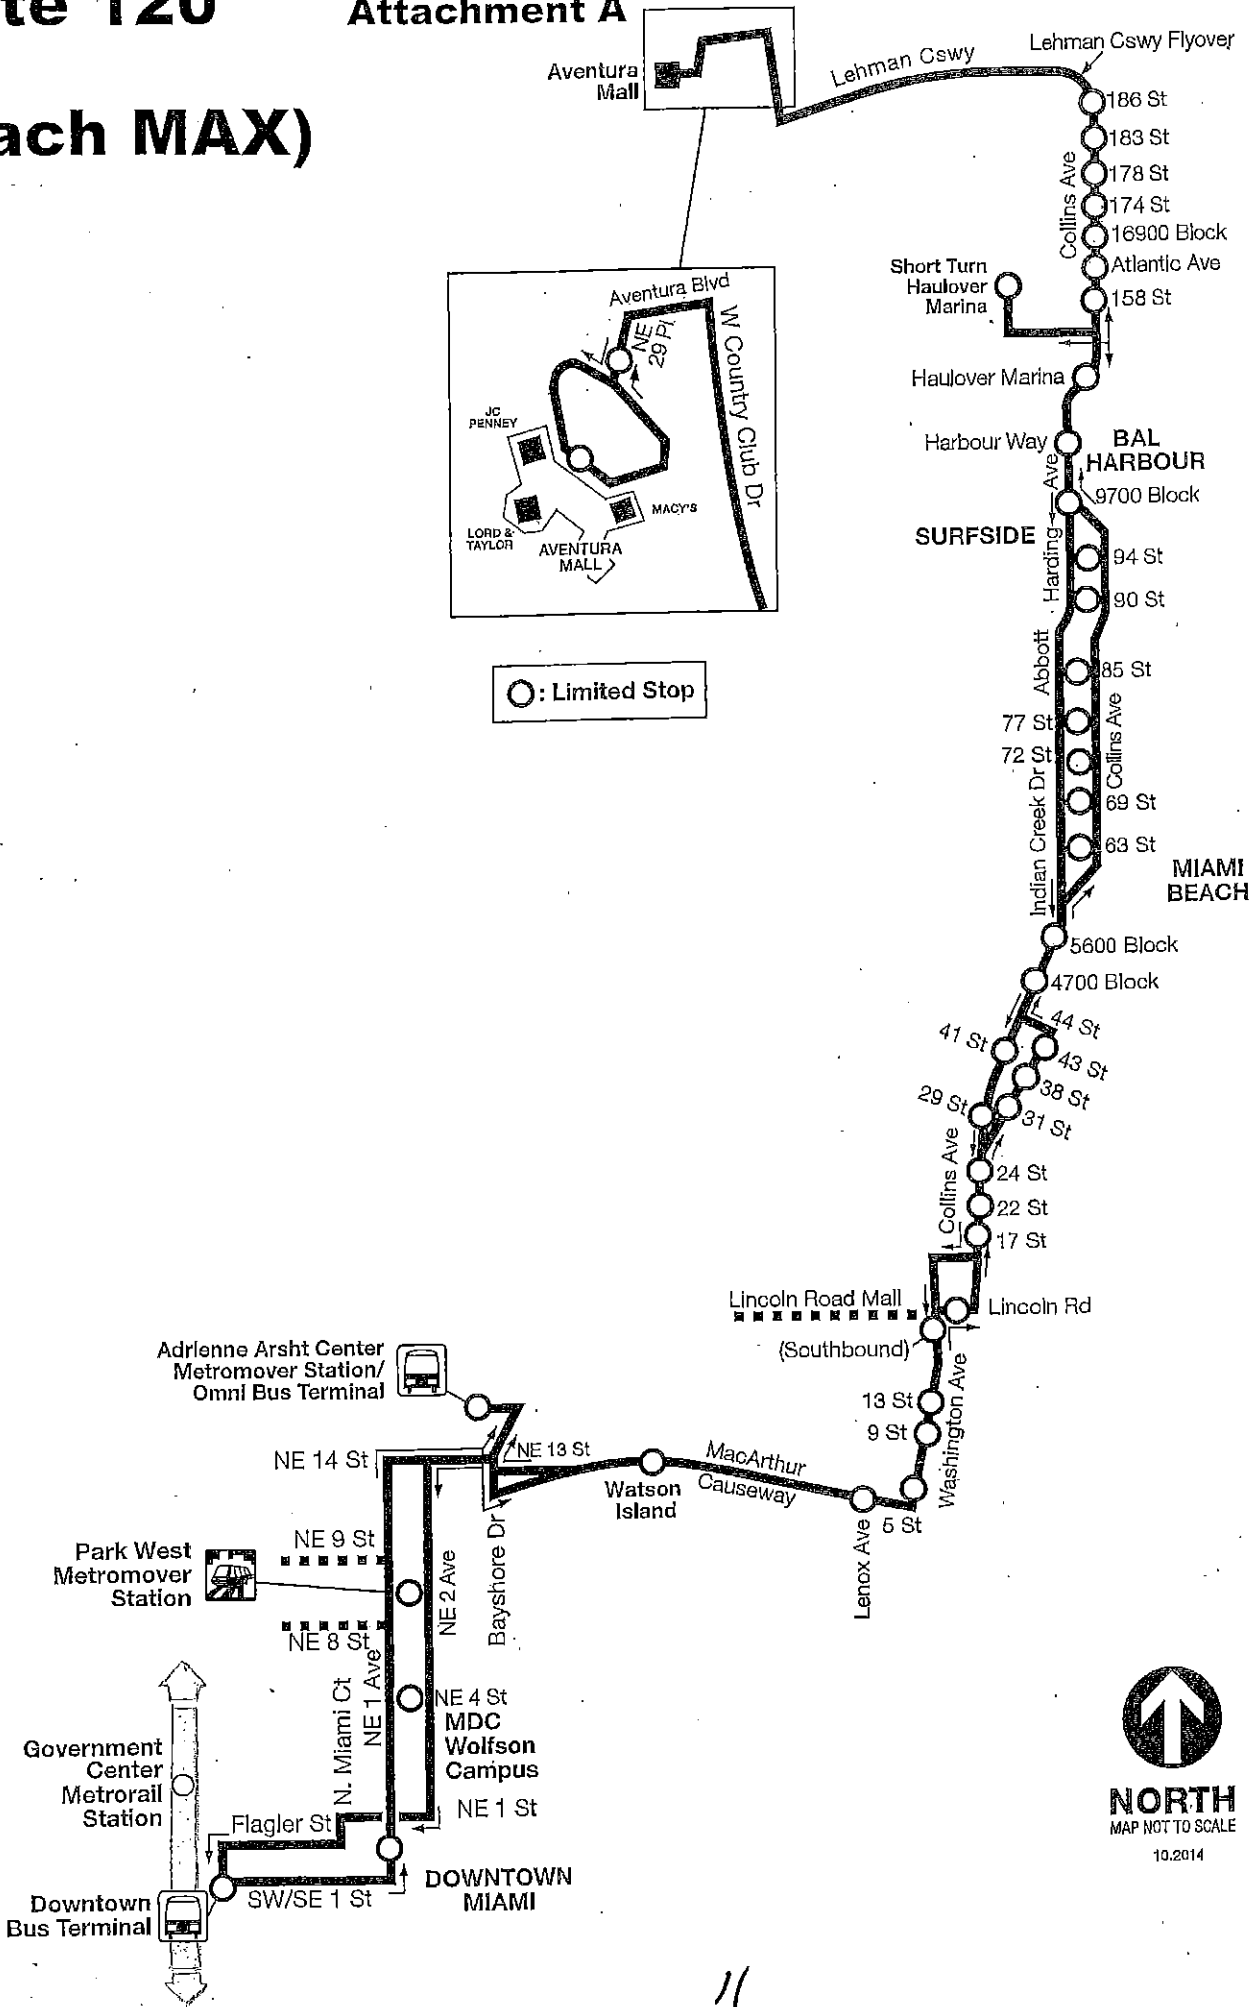 te 120
Attachment A
ach MAX)
Aventura
Mall
Lehman Cswy
Lehman Cswy Flyover
186 St
183 St
178 St
174 St
Collins Ave
16900 Block
Atlantic Ave
158 St
Short Turn
Haulover
Marina
Haulover Marina
Harbour Way
BAL
HARBOUR
9700 Block
SURFSIDE
Harding Ave
94 St
90 St
Abbott
85 St
77 St
72 St
Collins Ave
69 St
63 St
Indian Creek Dr
MIAMI
BEACH
5600 Block
4700 Block
44 St
41 St
43 St
38 St
29 St
31 St
Collins Ave
24 St
22 St
17 St
Lincoln Road Mall
Lincoln Rd
(Southbound)
13 St
9 St
Washington Ave
Aventura Blvd
NE
29 Pl
W Country Club Dr
JC
PENNEY
LORD &
TAYLOR
MACY'S
AVENTURA
MALL
O: Limited Stop
Adrienne Arsht Center
Metromover Station/
Omni Bus Terminal
NE 14 St
NE 13 St
MacArthur
Causeway
Watson
Island
5 St
Lenox Ave
Bayshore Dr
NE 2 Ave
NE 9 St
Park West
Metromover
Station
NE 8 St
NE 1 Ave
N. Miami Ct
NE 4 St
MDC
Wolfson
Campus
NE 1 St
Government
Center
Metrorail
Station
Flagler St
SW/SE 1 St
DOWNTOWN
MIAMI
Downtown
Bus Terminal
NORTH
MAP NOT TO SCALE
10.2014
11